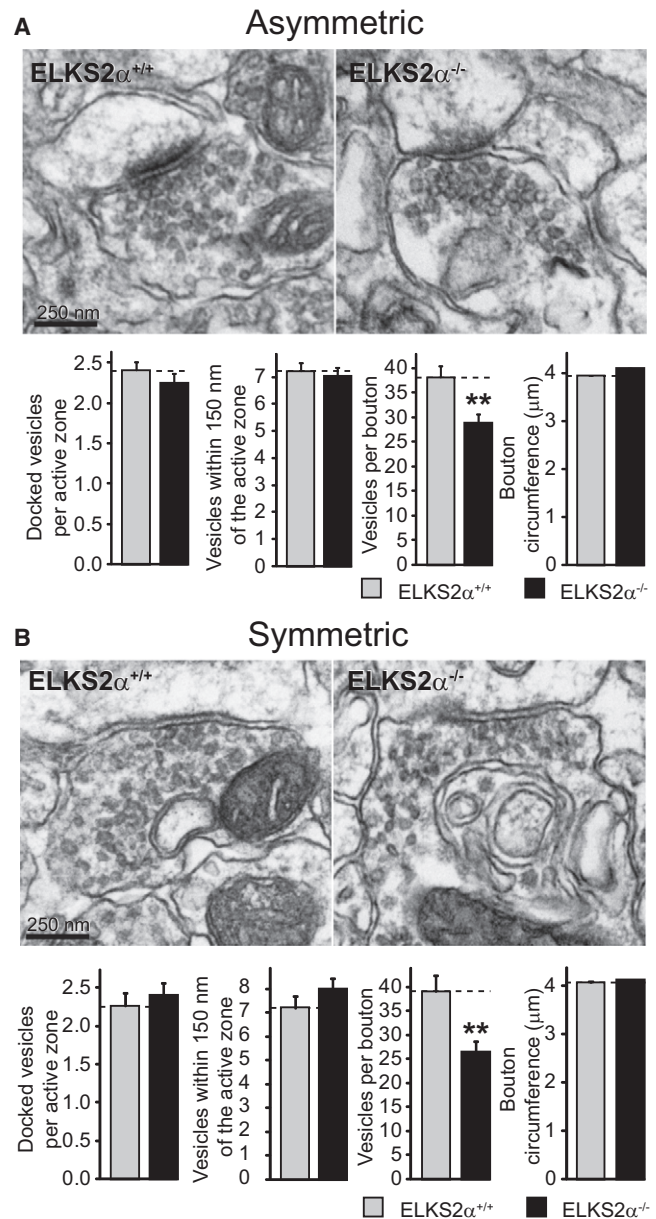 A
Asymmetric
ELKS2α+/+
ELKS2α-/-
250 nm
Docked vesicles
per active zone
2.5
2.0
1.5
1.0
0.5
0.0
Vesicles within 150 nm
of the active zone
7
6
5
4
3
2
1
0
Vesicles per bouton
40
35
30
25
20
15
10
5
0
**
Bouton
circumference (μm)
4
3
2
1
0
ELKS2α+/+
ELKS2α-/-
B
Symmetric
ELKS2α+/+
ELKS2α-/-
250 nm
Docked vesicles
per active zone
2.5
2.0
1.5
1.0
0.5
0.0
Vesicles within 150 nm
of the active zone
8
7
6
5
4
3
2
1
0
Vesicles per bouton
40
35
30
25
20
15
10
5
0
**
Bouton
circumference (μm)
4
3
2
1
0
ELKS2α+/+
ELKS2α-/-